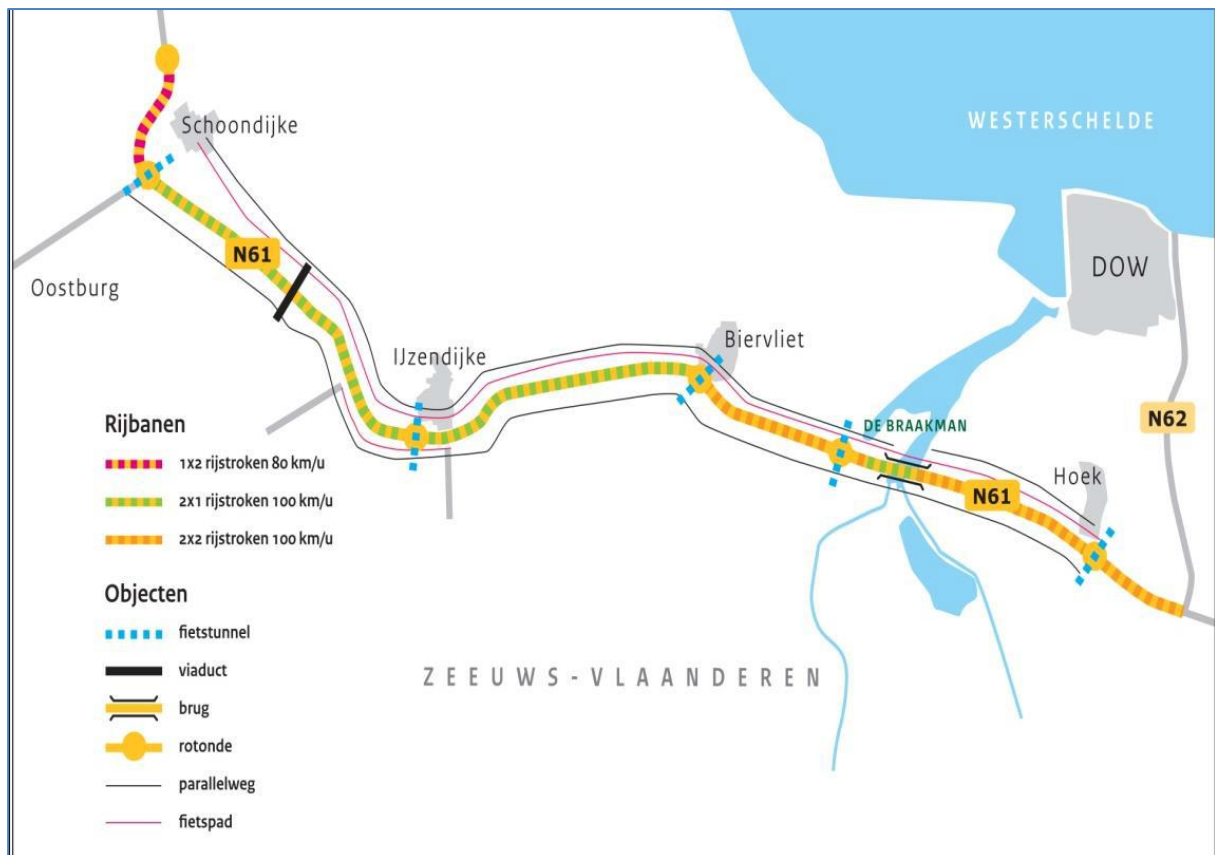 WESTERSCHELDE
Schoondijke
N61
DOW
Oostburg
IJzendijke
Biervliet
DE BRAAKMAN
N62
Hoek
N61
Rijbanen
1x2 rijstroken 80 km/u
2x1 rijstroken 100 km/u
2x2 rijstroken 100 km/u
Objecten
fietstunnel
viaduct
brug
rotonde
parallelweg
fietspad
ZEEUWS-VLAANDEREN